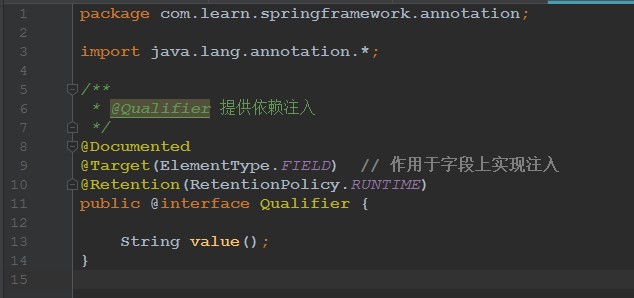 1 package com.learn.springframework.annotation;
2
3 import java.lang.annotation.*;
4
5 /**
6  * @Qualifier 提供依赖注入
7  */
8 @Documented
9 @Target(ElementType.FIELD)  // 作用于字段上实现注入
10 @Retention(RetentionPolicy.RUNTIME)
11 public @interface Qualifier {
12
13     String value();
14 }
15